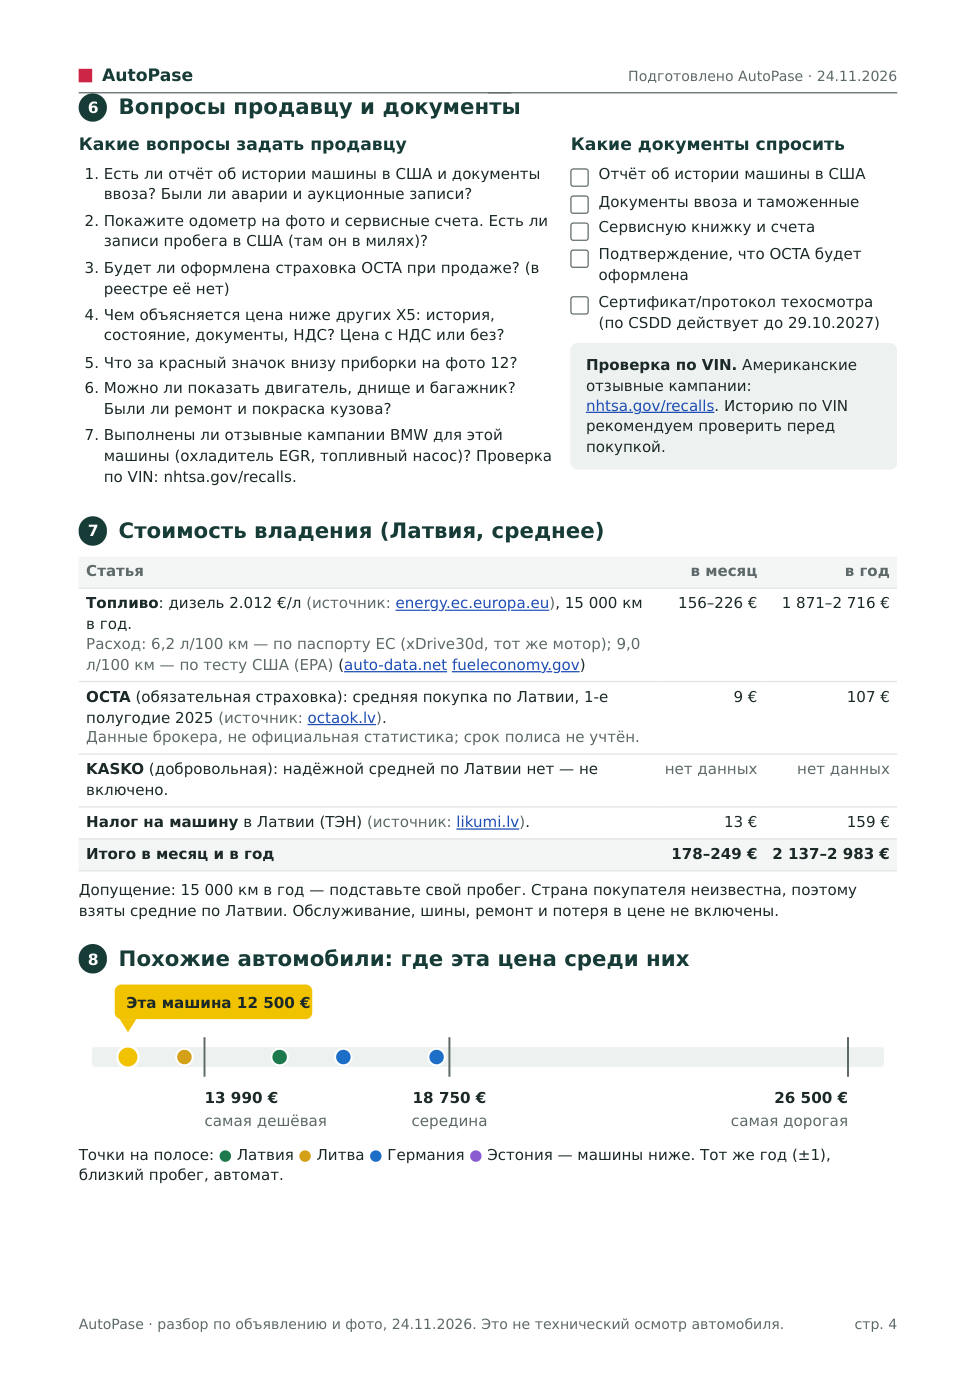 AutoPase
Подготовлено AutoPase · 24.11.2026
6 Вопросы продавцу и документы
Какие вопросы задать продавцу
1. Есть ли отчёт об истории машины в США и документы
ввоза? Были ли аварии и аукционные записи?
2. Покажите одометр на фото и сервисные счета. Есть ли
записи пробега в США (там он в милях)?
3. Будет ли оформлена страховка ОСТА при продаже? (в
реестре её нет)
4. Чем объясняется цена ниже других X5: история,
состояние, документы, НДС? Цена с НДС или без?
5. Что за красный значок внизу приборки на фото 12?
6. Можно ли показать двигатель, днище и багажник?
Были ли ремонт и покраска кузова?
7. Выполнены ли отзывные кампании BMW для этой
машины (охладитель EGR, топливный насос)? Проверка
по VIN: nhtsa.gov/recalls.
Какие документы спросить
Отчёт об истории машины в США
Документы ввоза и таможенные
Сервисную книжку и счета
Подтверждение, что ОСТА будет
оформлена
Сертификат/протокол техосмотра
(по CSDD действует до 29.10.2027)
Проверка по VIN. Американские
отзывные кампании:
nhtsa.gov/recalls. Историю по VIN
рекомендуем проверить перед
покупкой.
7 Стоимость владения (Латвия, среднее)
Статья в месяц в год
Топливо: дизель 2.012 €/л (источник: energy.ec.europa.eu), 15 000 км 156–226 € 1 871–2 716 €
в год.
Расход: 6,2 л/100 км — по паспорту ЕС (xDrive30d, тот же мотор); 9,0
л/100 км — по тесту США (EPA) (auto-data.net fueleconomy.gov)
ОСТА (обязательная страховка): средняя покупка по Латвии, 1-е 9 € 107 €
полугодие 2025 (источник: octaok.lv).
Данные брокера, не официальная статистика; срок полиса не учтён.
KASKO (добровольная): надёжной средней по Латвии нет — не нет данных нет данных
включено.
Налог на машину в Латвии (ТЭН) (источник: likumi.lv). 13 € 159 €
Итого в месяц и в год 178–249 € 2 137–2 983 €
Допущение: 15 000 км в год — подставьте свой пробег. Страна покупателя неизвестна, поэтому
взяты средние по Латвии. Обслуживание, шины, ремонт и потеря в цене не включены.
8 Похожие автомобили: где эта цена среди них
Эта машина 12 500 €
13 990 € 18 750 € 26 500 €
самая дешёвая середина самая дорогая
Точки на полосе: Латвия Литва Германия Эстония — машины ниже. Тот же год (±1),
близкий пробег, автомат.
AutoPase · разбор по объявлению и фото, 24.11.2026. Это не технический осмотр автомобиля. стр. 4